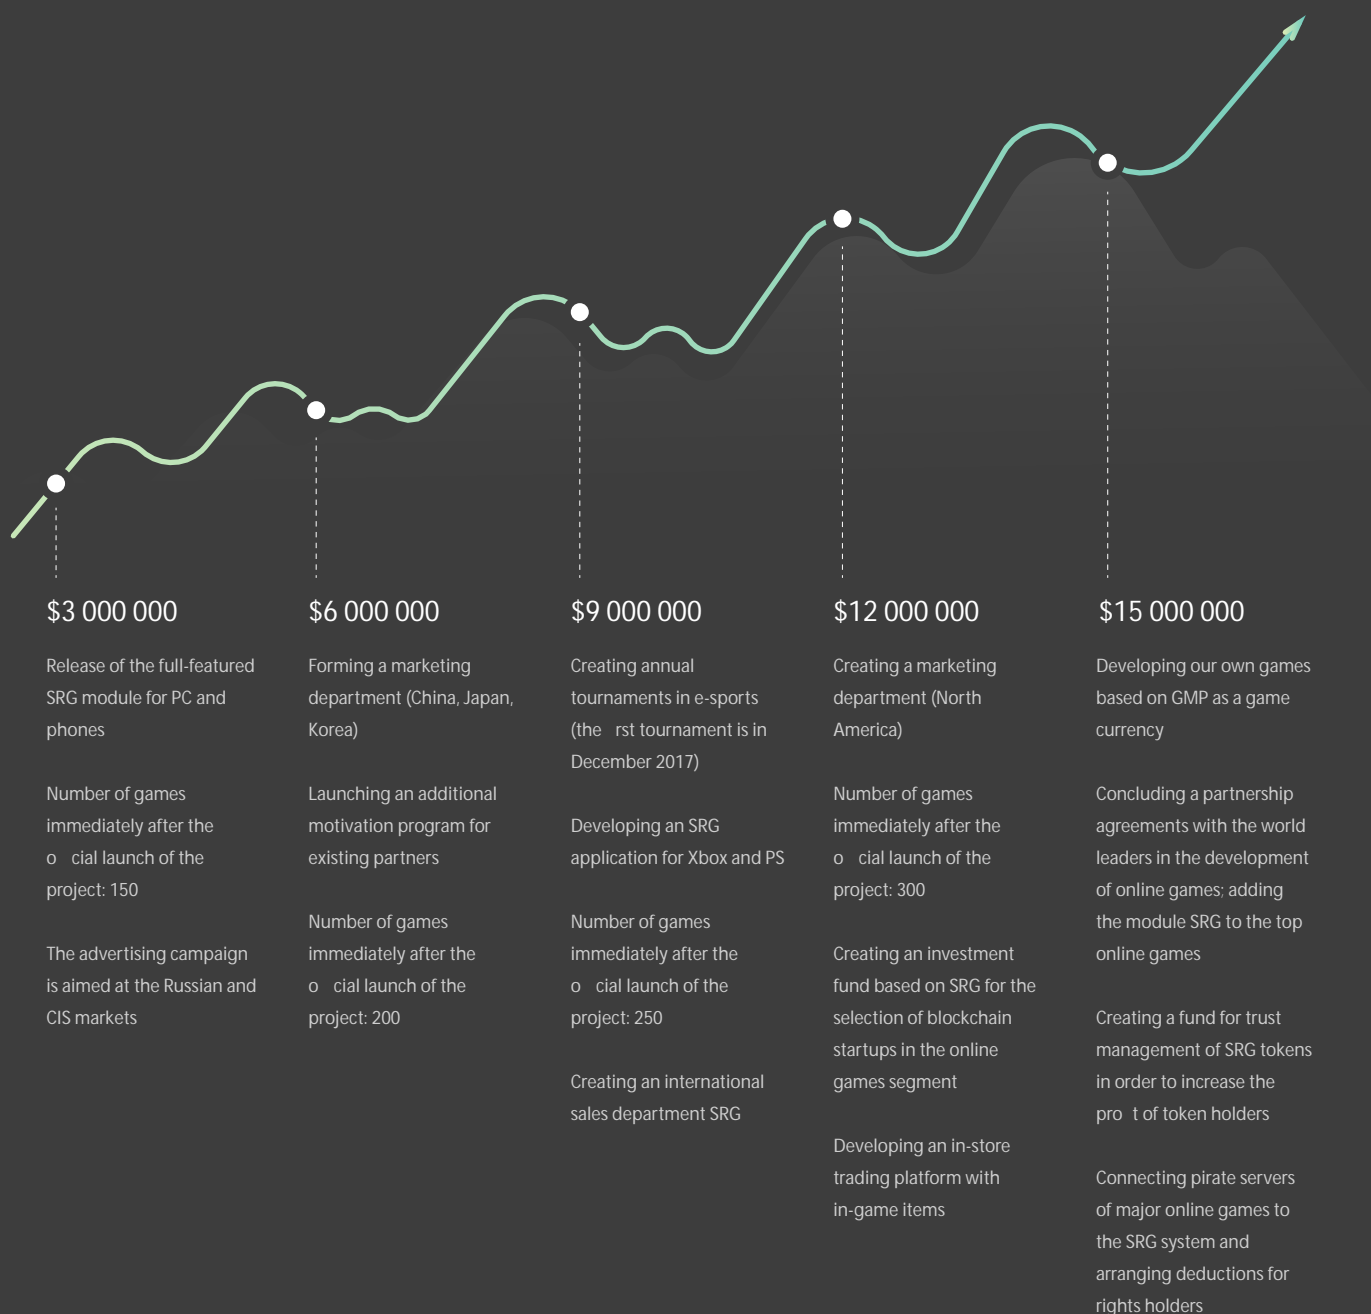 $3 000 000
Release of the full-featured
SRG module for PC and
phones
Number of games
immediately after the
o cial launch of the
project: 150
The advertising campaign
is aimed at the Russian and
CIS markets
$6 000 000
Forming a marketing
department (China, Japan,
Korea)
Launching an additional
motivation program for
existing partners
Number of games
immediately after the
o cial launch of the
project: 200
$9 000 000
Creating annual
tournaments in e-sports
(the rst tournament is in
December 2017)
Developing an SRG
application for Xbox and PS
Number of games
immediately after the
o cial launch of the
project: 250
Creating an international
sales department SRG
$12 000 000
Creating a marketing
department (North
America)
Number of games
immediately after the
o cial launch of the
project: 300
Creating an investment
fund based on SRG for the
selection of blockchain
startups in the online
games segment
Developing an in-store
trading platform with
in-game items
$15 000 000
Developing our own games
based on GMP as a game
currency
Concluding a partnership
agreements with the world
leaders in the development
of online games; adding
the module SRG to the top
online games
Creating a fund for trust
management of SRG tokens
in order to increase the
pro t of token holders
Connecting pirate servers
of major online games to
the SRG system and
arranging deductions for
rights holders